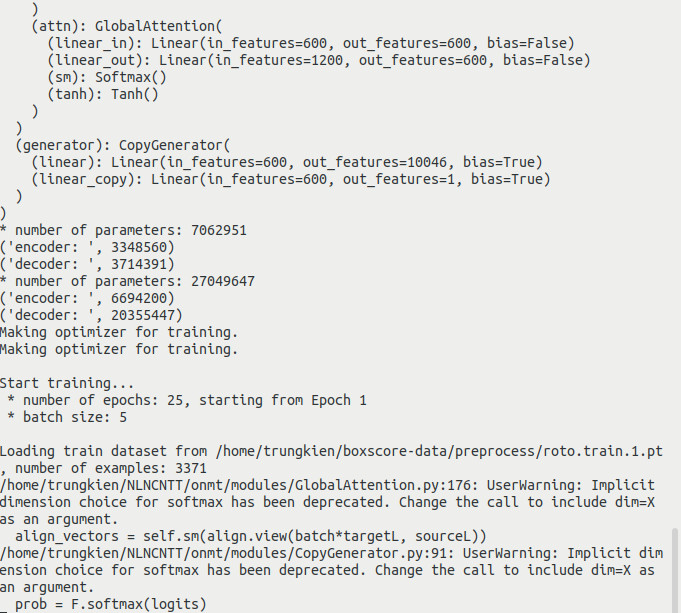 )
(attn): GlobalAttention(
(linear_in): Linear(in_features=600, out_features=600, bias=False)
(linear_out): Linear(in_features=1200, out_features=600, bias=False)
(sm): Softmax()
(tanh): Tanh()
)
)
(generator): CopyGenerator(
(linear): Linear(in_features=600, out_features=10046, bias=True)
(linear_copy): Linear(in_features=600, out_features=1, bias=True)
)
)
* number of parameters: 7062951
('encoder: ', 3348560)
('decoder: ', 3714391)
* number of parameters: 27049647
('encoder: ', 6694200)
('decoder: ', 20355447)
Making optimizer for training.
Making optimizer for training.
Start training...
* number of epochs: 25, starting from Epoch 1
* batch size: 5
Loading train dataset from /home/trungkien/boxscore-data/preprocess/roto.train.1.pt
, number of examples: 3371
/home/trungkien/NLNCNTT/onmt/modules/GlobalAttention.py:176: UserWarning: Implicit
dimension choice for softmax has been deprecated. Change the call to include dim=X
as an argument.
align_vectors = self.sm(align.view(batch*targetL, sourceL))
/home/trungkien/NLNCNTT/onmt/modules/CopyGenerator.py:91: UserWarning: Implicit dim
ension choice for softmax has been deprecated. Change the call to include dim=X as
an argument.
prob = F.softmax(logits)